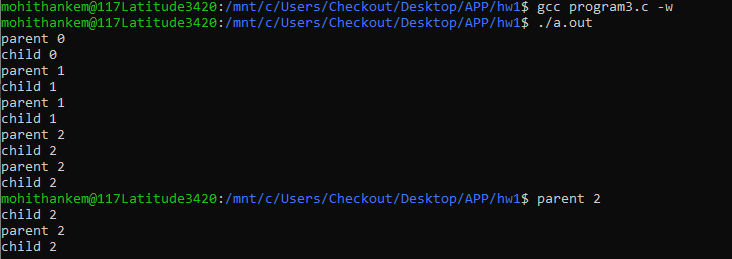 mohithankem@117Latitude3420:/mnt/c/Users/Checkout/Desktop/APP/hw1$ gcc program3.c -w
mohithankem@117Latitude3420:/mnt/c/Users/Checkout/Desktop/APP/hw1$ ./a.out
parent 0
child 0
parent 1
child 1
parent 1
child 1
parent 2
child 2
parent 2
child 2
mohithankem@117Latitude3420:/mnt/c/Users/Checkout/Desktop/APP/hw1$ parent 2
child 2
parent 2
child 2